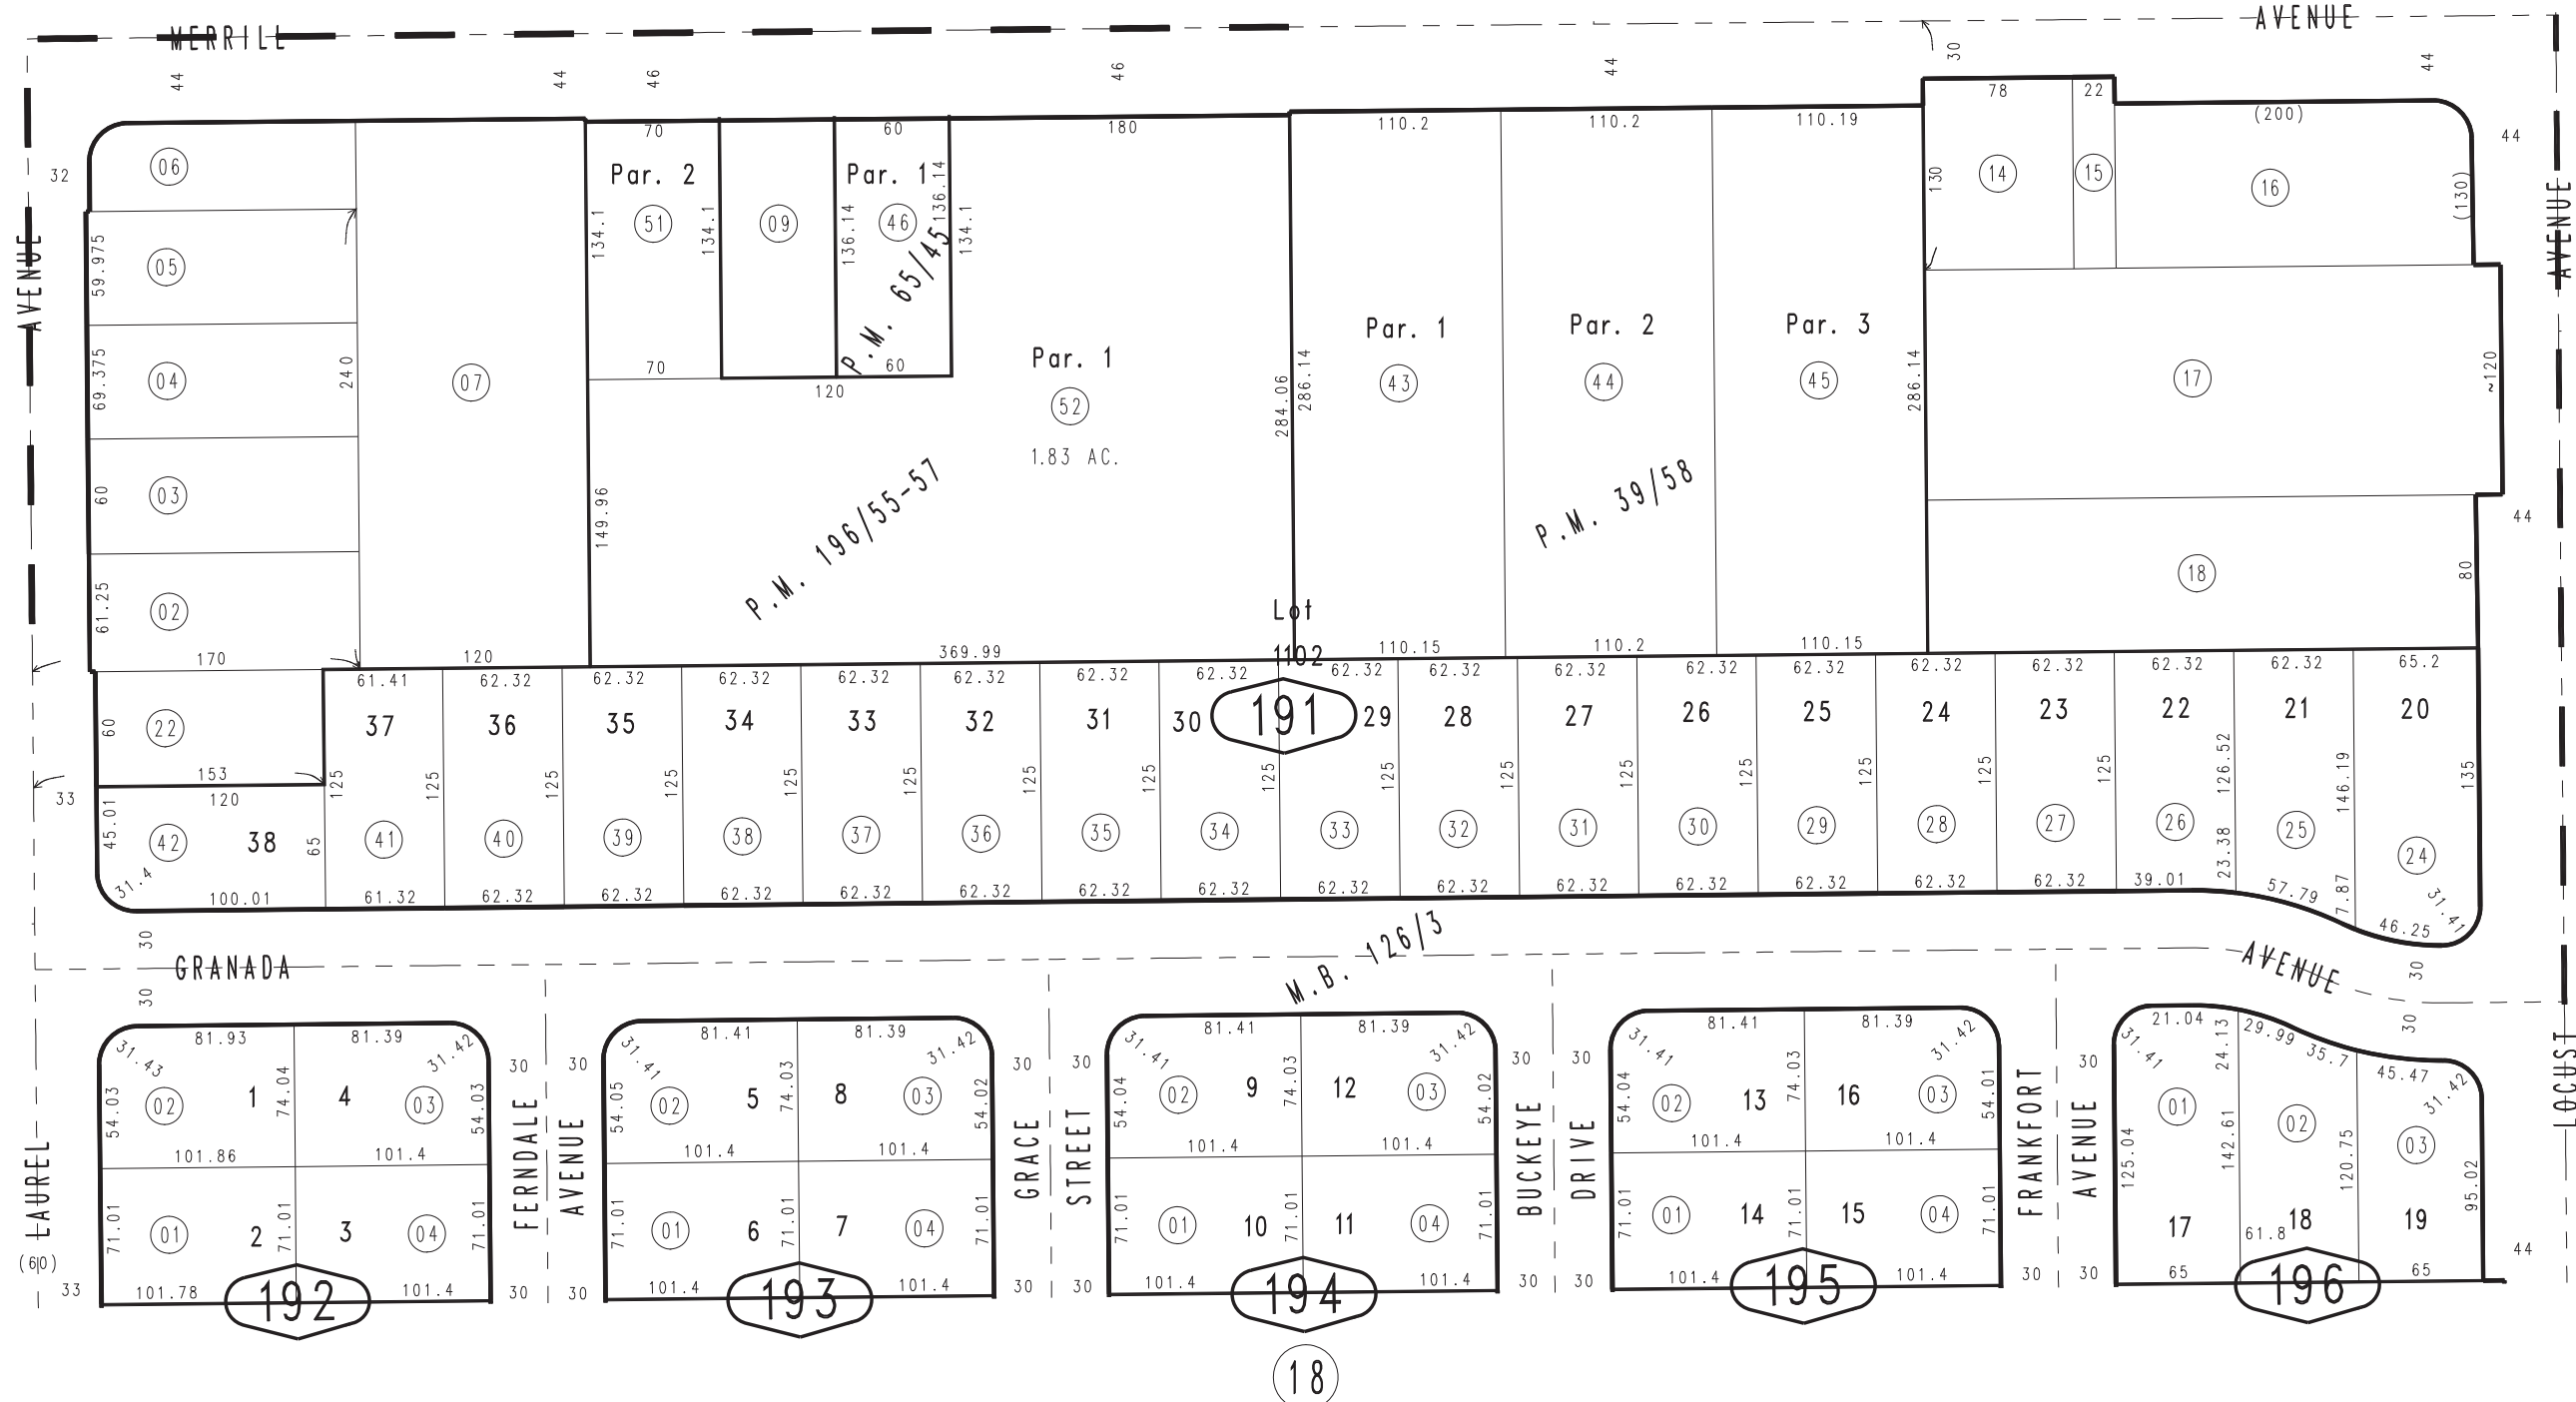 MERRILL AVENUE
44 44 46 46 44 30 44
78 22
70 60 180 110.2 110.2 110.19 (200)
32 06 Par. 2 Par. 1 14 15 16 44
51 09 46 130 (130)
134.1 134.1 136.14 136.14 134.1
AVENUE 59.975 05 P.M. 65/45 AVENUE
Par. 1 Par. 1 Par. 2 Par. 3
69.375 04 240 07 70 60 52 43 44 45 17 ~120
120 284.06 286.14 286.14
1.83 AC.
60 03 149.96 P.M. 196/55-57 P.M. 39/58 44
61.25 02 Lot 18 80
170 120 369.99 1102 110.15 110.2 110.15
61.41 62.32 62.32 62.32 62.32 62.32 62.32 62.32 62.32 62.32 62.32 62.32 62.32 62.32 62.32 62.32 62.32 65.2
60 22 37 36 35 34 33 32 31 30 191 29 28 27 26 25 24 23 22 21 20
153 125 125 125 125 125 125 125 125 125 125 125 125 125 125 125 126.52 146.19 135
33 120
45.01 42 38 65 41 40 39 38 37 36 35 34 33 32 31 30 29 28 27 26 23.38 25 24
31.4 100.01 61.32 62.32 62.32 62.32 62.32 62.32 62.32 62.32 62.32 62.32 62.32 62.32 62.32 62.32 62.32 39.01 57.79 7.87 46.25 31.41
30 M.B. 126/3
GRANADA AVENUE 30
30 30
81.93 81.39 81.41 81.39 81.41 81.39 81.41 81.39 21.04 24.13 29.99 35.7 45.47
31.43 31.42 30 30 31.41 31.42 30 30 31.41 31.42 30 30 31.41 31.42 30 31.41 31.42
54.03 02 1 74.04 4 03 54.03 54.05 02 5 74.03 8 03 54.02 54.04 02 9 74.03 12 03 54.02 54.04 02 13 74.03 16 03 54.01 01 02 03
101.86 101.4 101.4 101.4 101.4 101.4 101.4 101.4 125.04 142.61 120.75 95.02
LAUREL FERNDALE AVENUE GRACE STREET BUCKEYE DRIVE FRANKFORT AVENUE LOCUST
71.01 01 2 71.01 3 04 71.01 71.01 01 6 71.01 7 04 71.01 71.01 01 10 71.01 11 04 71.01 71.01 01 14 71.01 15 04 71.01 17 61.8 18 19
(60) 44
33 101.78 192 101.4 30 30 101.4 193 101.4 30 30 101.4 194 101.4 30 30 101.4 195 101.4 30 30 65 196 65
18